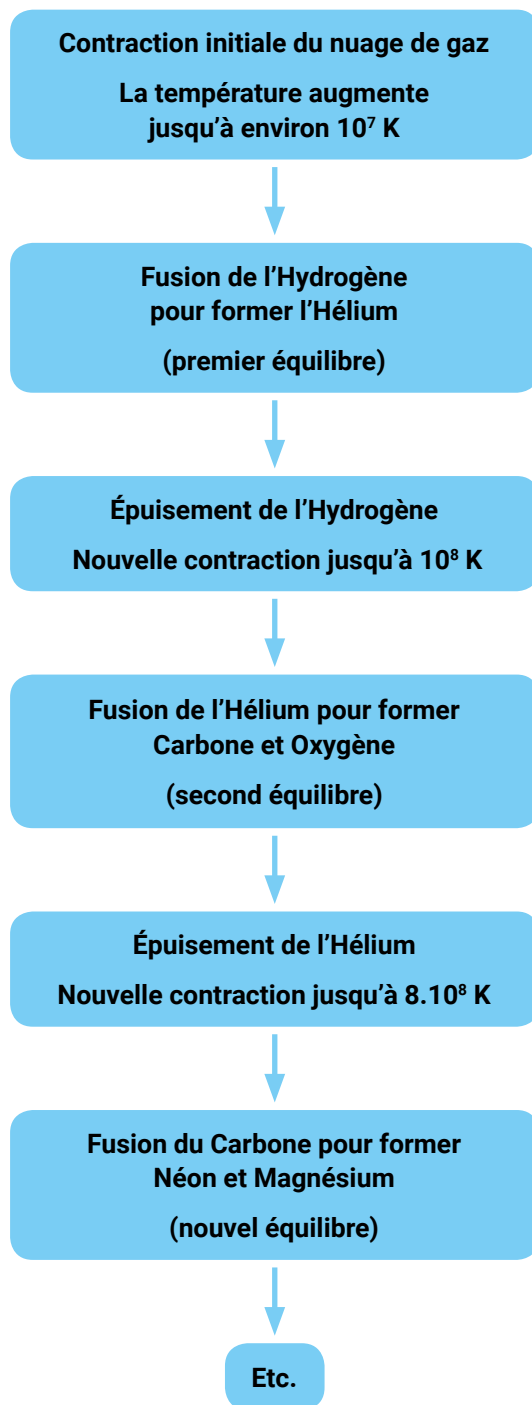 Contraction initiale du nuage de gaz
La température augmente
jusqu’à environ 10⁷ K
Fusion de l’Hydrogène
pour former l’Hélium
(premier équilibre)
Épuisement de l’Hydrogène
Nouvelle contraction jusqu’à 10⁸ K
Fusion de l’Hélium pour former
Carbone et Oxygène
(second équilibre)
Épuisement de l’Hélium
Nouvelle contraction jusqu’à 8.10⁸ K
Fusion du Carbone pour former
Néon et Magnésium
(nouvel équilibre)
Etc.